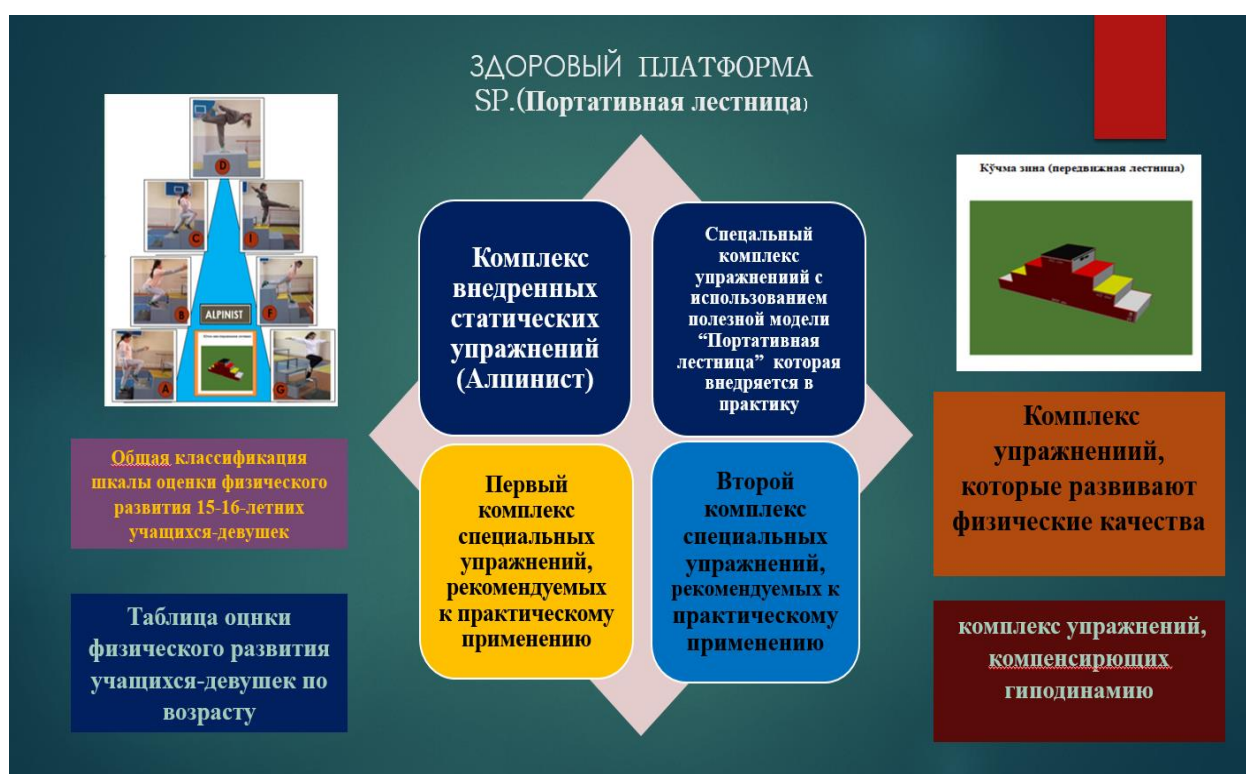 ЗДОРОВЫЙ ПЛАТФОРМА
SP.(Портативная лестница)
D
C
I
B
ALPINIST
F
A
G
Общая классификация
шкалы оценки физического
развития 15-16-летних
учащихся-девушек
Таблица оцнки
физического развития
учащихся-девушек по
возрасту
Комплекс
внедренных
статических
упражнений
(Алпинист)
Спецальный
комплекс
упражнениий с
использованием
полезной модели
“Портативная
лестница” которая
внедряется в
практику
Первый
комплекс
специальных
упражнений,
рекомендуемых
к практическому
применению
Второй
комплекс
специальных
упражнений,
рекомендуемых к
практическому
применению
Кўчма зина (передвижная лестница)
Комплекс
упражнениий,
которые развивают
физические качества
комплекс упражнений,
компенсирющих
гиподинамию